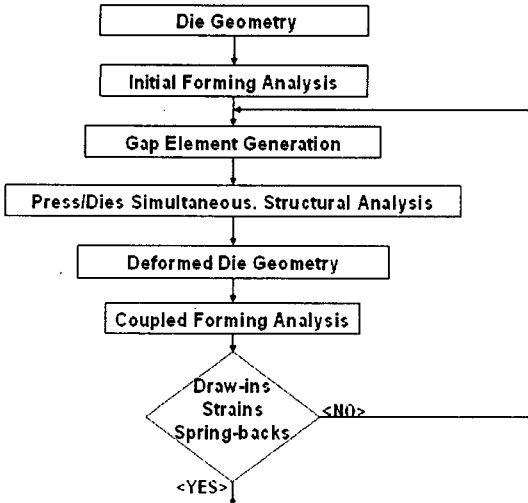 Die Geometry
Initial Forming Analysis
Gap Element Generation
Press/Dies Simultaneous. Structural Analysis
Deformed Die Geometry
Coupled Forming Analysis
Draw-ins
Strains
Spring-backs
<NO>
<YES>